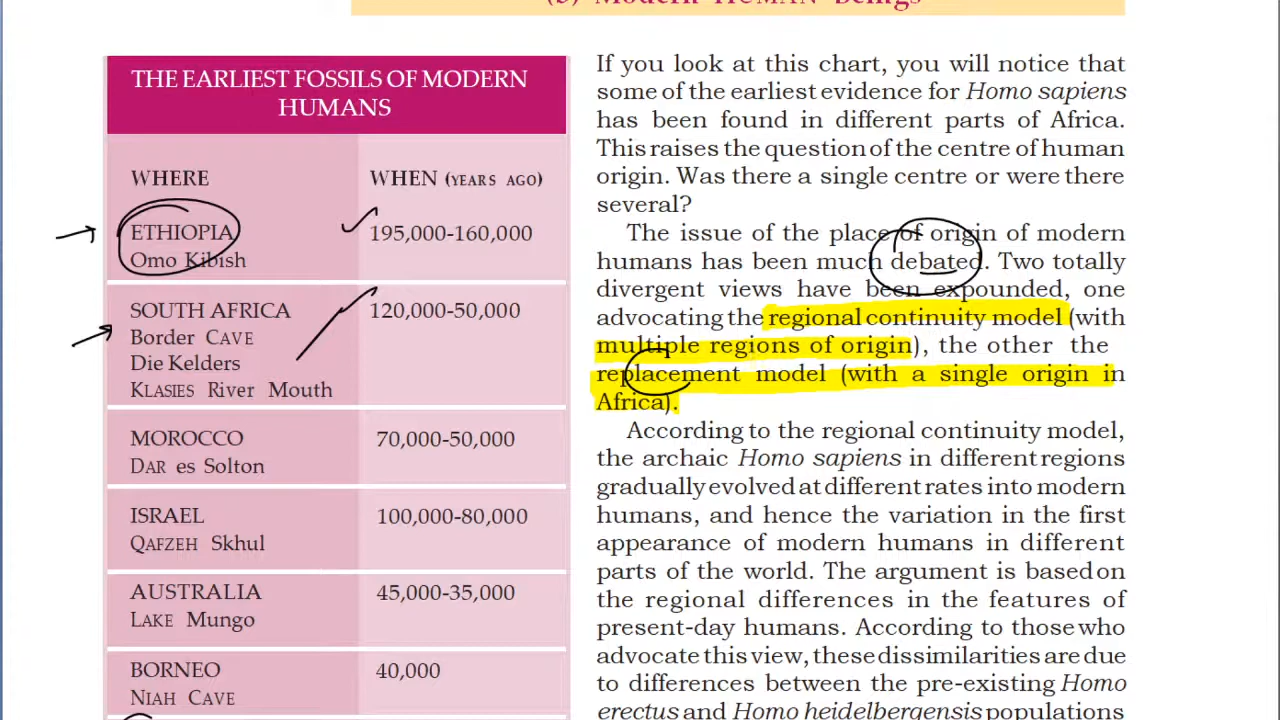 (b) Modern HUMAN Beings
THE EARLIEST FOSSILS OF MODERN
HUMANS
WHERE WHEN (YEARS AGO)
ETHIOPIA 195,000-160,000
Omo Kibish
SOUTH AFRICA 120,000-50,000
Border CAVE
Die Kelders
KLASIES River Mouth
MOROCCO 70,000-50,000
DAR es Solton
ISRAEL 100,000-80,000
QAFZEH Skhul
AUSTRALIA 45,000-35,000
LAKE Mungo
BORNEO 40,000
NIAH CAVE
If you look at this chart, you will notice that
some of the earliest evidence for Homo sapiens
has been found in different parts of Africa.
This raises the question of the centre of human
origin. Was there a single centre or were there
several?
The issue of the place of origin of modern
humans has been much debated. Two totally
divergent views have been expounded, one
advocating the regional continuity model (with
multiple regions of origin), the other the
replacement model (with a single origin in
Africa).
According to the regional continuity model,
the archaic Homo sapiens in different regions
gradually evolved at different rates into modern
humans, and hence the variation in the first
appearance of modern humans in different
parts of the world. The argument is based on
the regional differences in the features of
present-day humans. According to those who
advocate this view, these dissimilarities are due
to differences between the pre-existing Homo
erectus and Homo heidelbergensis populations